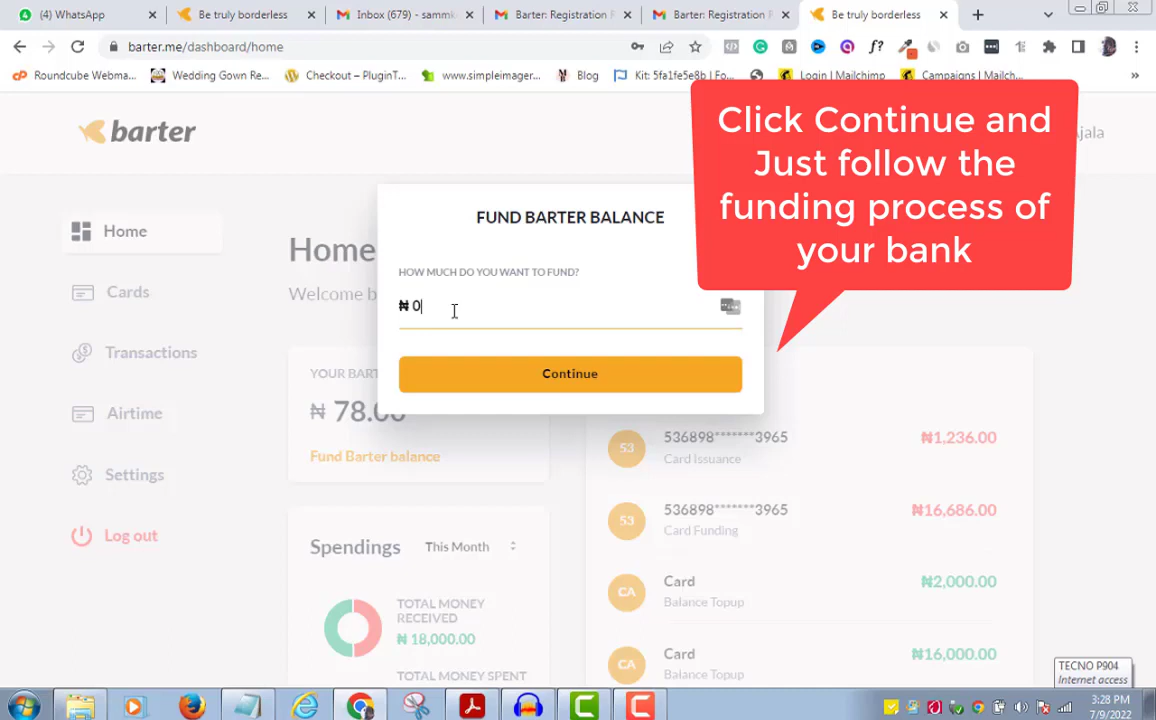 (4) WhatsApp
Be truly borderless
Inbox (679) - sammk
Barter: Registration
Barter: Registration
Be truly borderless
barter.me/dashboard/home
Roundcube Webma...
Wedding Gown Re...
Checkout – PluginT...
www.simpleimager...
Blog
Kit: 5fa1fe5e8b | Fo...
Login | Mailchimp
Campaigns | Mailch...
barter
Ajala
Click Continue and
Just follow the
funding process of
your bank
FUND BARTER BALANCE
HOW MUCH DO YOU WANT TO FUND?
₦ 0
Continue
Home
Cards
Transactions
Airtime
Settings
Log out
Home
Welcome b
YOUR BART
₦ 78.00
Fund Barter balance
Spendings
This Month
TOTAL MONEY
RECEIVED
₦ 18,000.00
TOTAL MONEY SPENT
53
536898*******3965
₦1,236.00
Card Issuance
53
536898*******3965
₦16,686.00
Card Funding
CA
Card
₦2,000.00
Balance Topup
CA
Card
₦16,000.00
Balance Topup
TECNO P904
Internet access
3:28 PM
7/9/2022